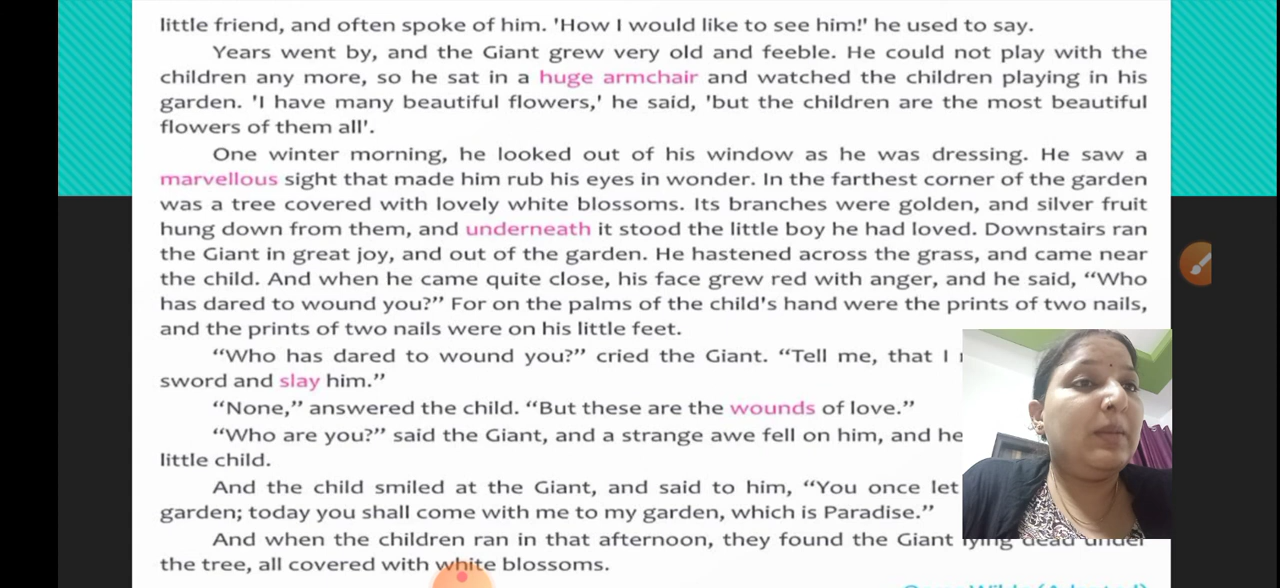 little friend, and often spoke of him. 'How I would like to see him!' he used to say.
Years went by, and the Giant grew very old and feeble. He could not play with the
children any more, so he sat in a huge armchair and watched the children playing in his
garden. 'I have many beautiful flowers,' he said, 'but the children are the most beautiful
flowers of them all'.
One winter morning, he looked out of his window as he was dressing. He saw a
marvellous sight that made him rub his eyes in wonder. In the farthest corner of the garden
was a tree covered with lovely white blossoms. Its branches were golden, and silver fruit
hung down from them, and underneath it stood the little boy he had loved. Downstairs ran
the Giant in great joy, and out of the garden. He hastened across the grass, and came near
the child. And when he came quite close, his face grew red with anger, and he said, “Who
has dared to wound you?” For on the palms of the child's hand were the prints of two nails,
and the prints of two nails were on his little feet.
“Who has dared to wound you?” cried the Giant. “Tell me, that I
sword and slay him.”
“None,” answered the child. “But these are the wounds of love.”
“Who are you?” said the Giant, and a strange awe fell on him, and he
little child.
And the child smiled at the Giant, and said to him, “You once let
garden; today you shall come with me to my garden, which is Paradise.”
And when the children ran in that afternoon, they found the Giant lying dead under
the tree, all covered with white blossoms.